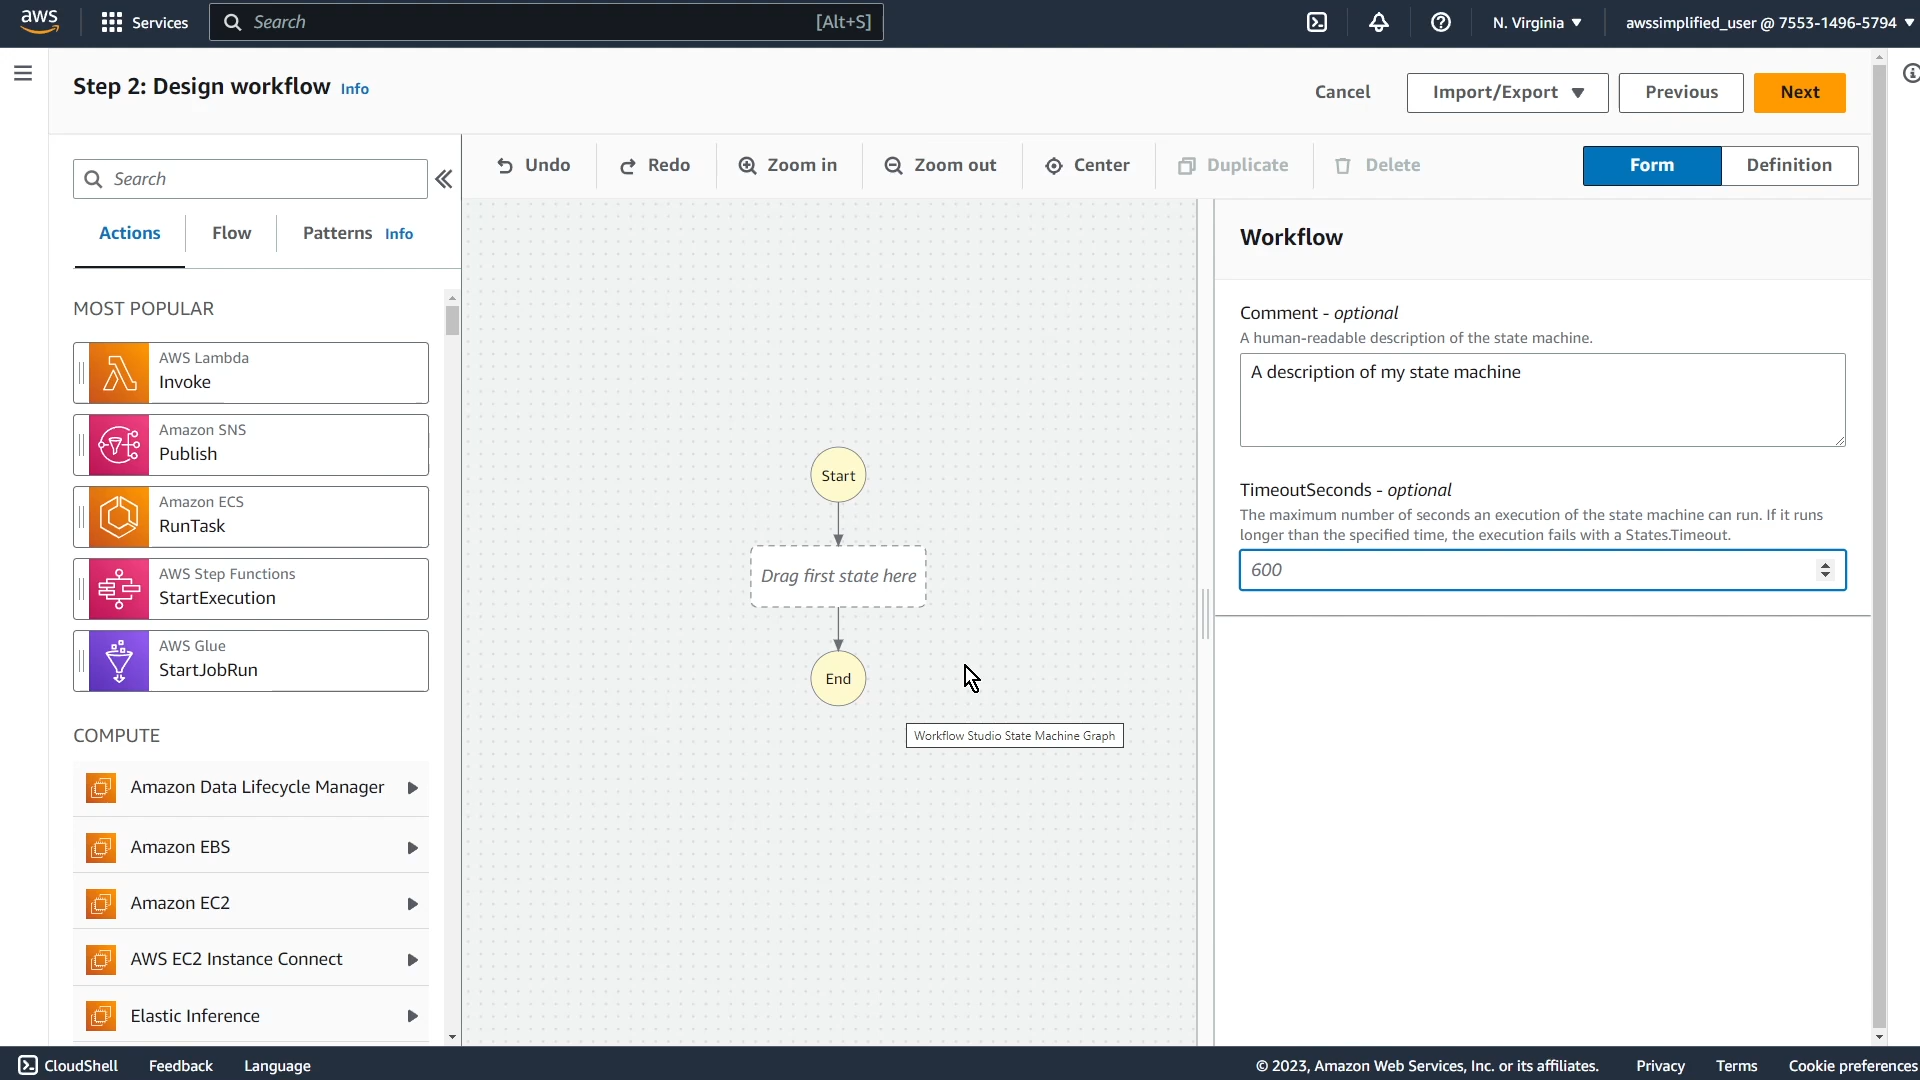 aws
Services
Search
[Alt+S]
N. Virginia
awssimplified_user @ 7553-1496-5794
Step 2: Design workflow Info
Cancel
Import/Export
Previous
Next
Search
Undo
Redo
Zoom in
Zoom out
Center
Duplicate
Delete
Form
Definition
Actions
Flow
Patterns Info
MOST POPULAR
AWS Lambda
Invoke
Amazon SNS
Publish
Amazon ECS
RunTask
AWS Step Functions
StartExecution
AWS Glue
StartJobRun
COMPUTE
Amazon Data Lifecycle Manager
Amazon EBS
Amazon EC2
AWS EC2 Instance Connect
Elastic Inference
Start
Drag first state here
End
Workflow Studio State Machine Graph
Workflow
Comment - optional
A human-readable description of the state machine.
A description of my state machine
TimeoutSeconds - optional
The maximum number of seconds an execution of the state machine can run. If it runs
longer than the specified time, the execution fails with a States.Timeout.
600
CloudShell
Feedback
Language
© 2023, Amazon Web Services, Inc. or its affiliates.
Privacy
Terms
Cookie preferences